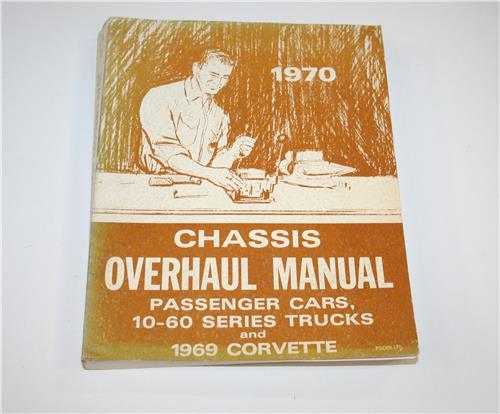 1970
CHASSIS
OVERHAUL MANUAL
PASSENGER CARS,
10-60 SERIES TRUCKS
and
1969 CORVETTE